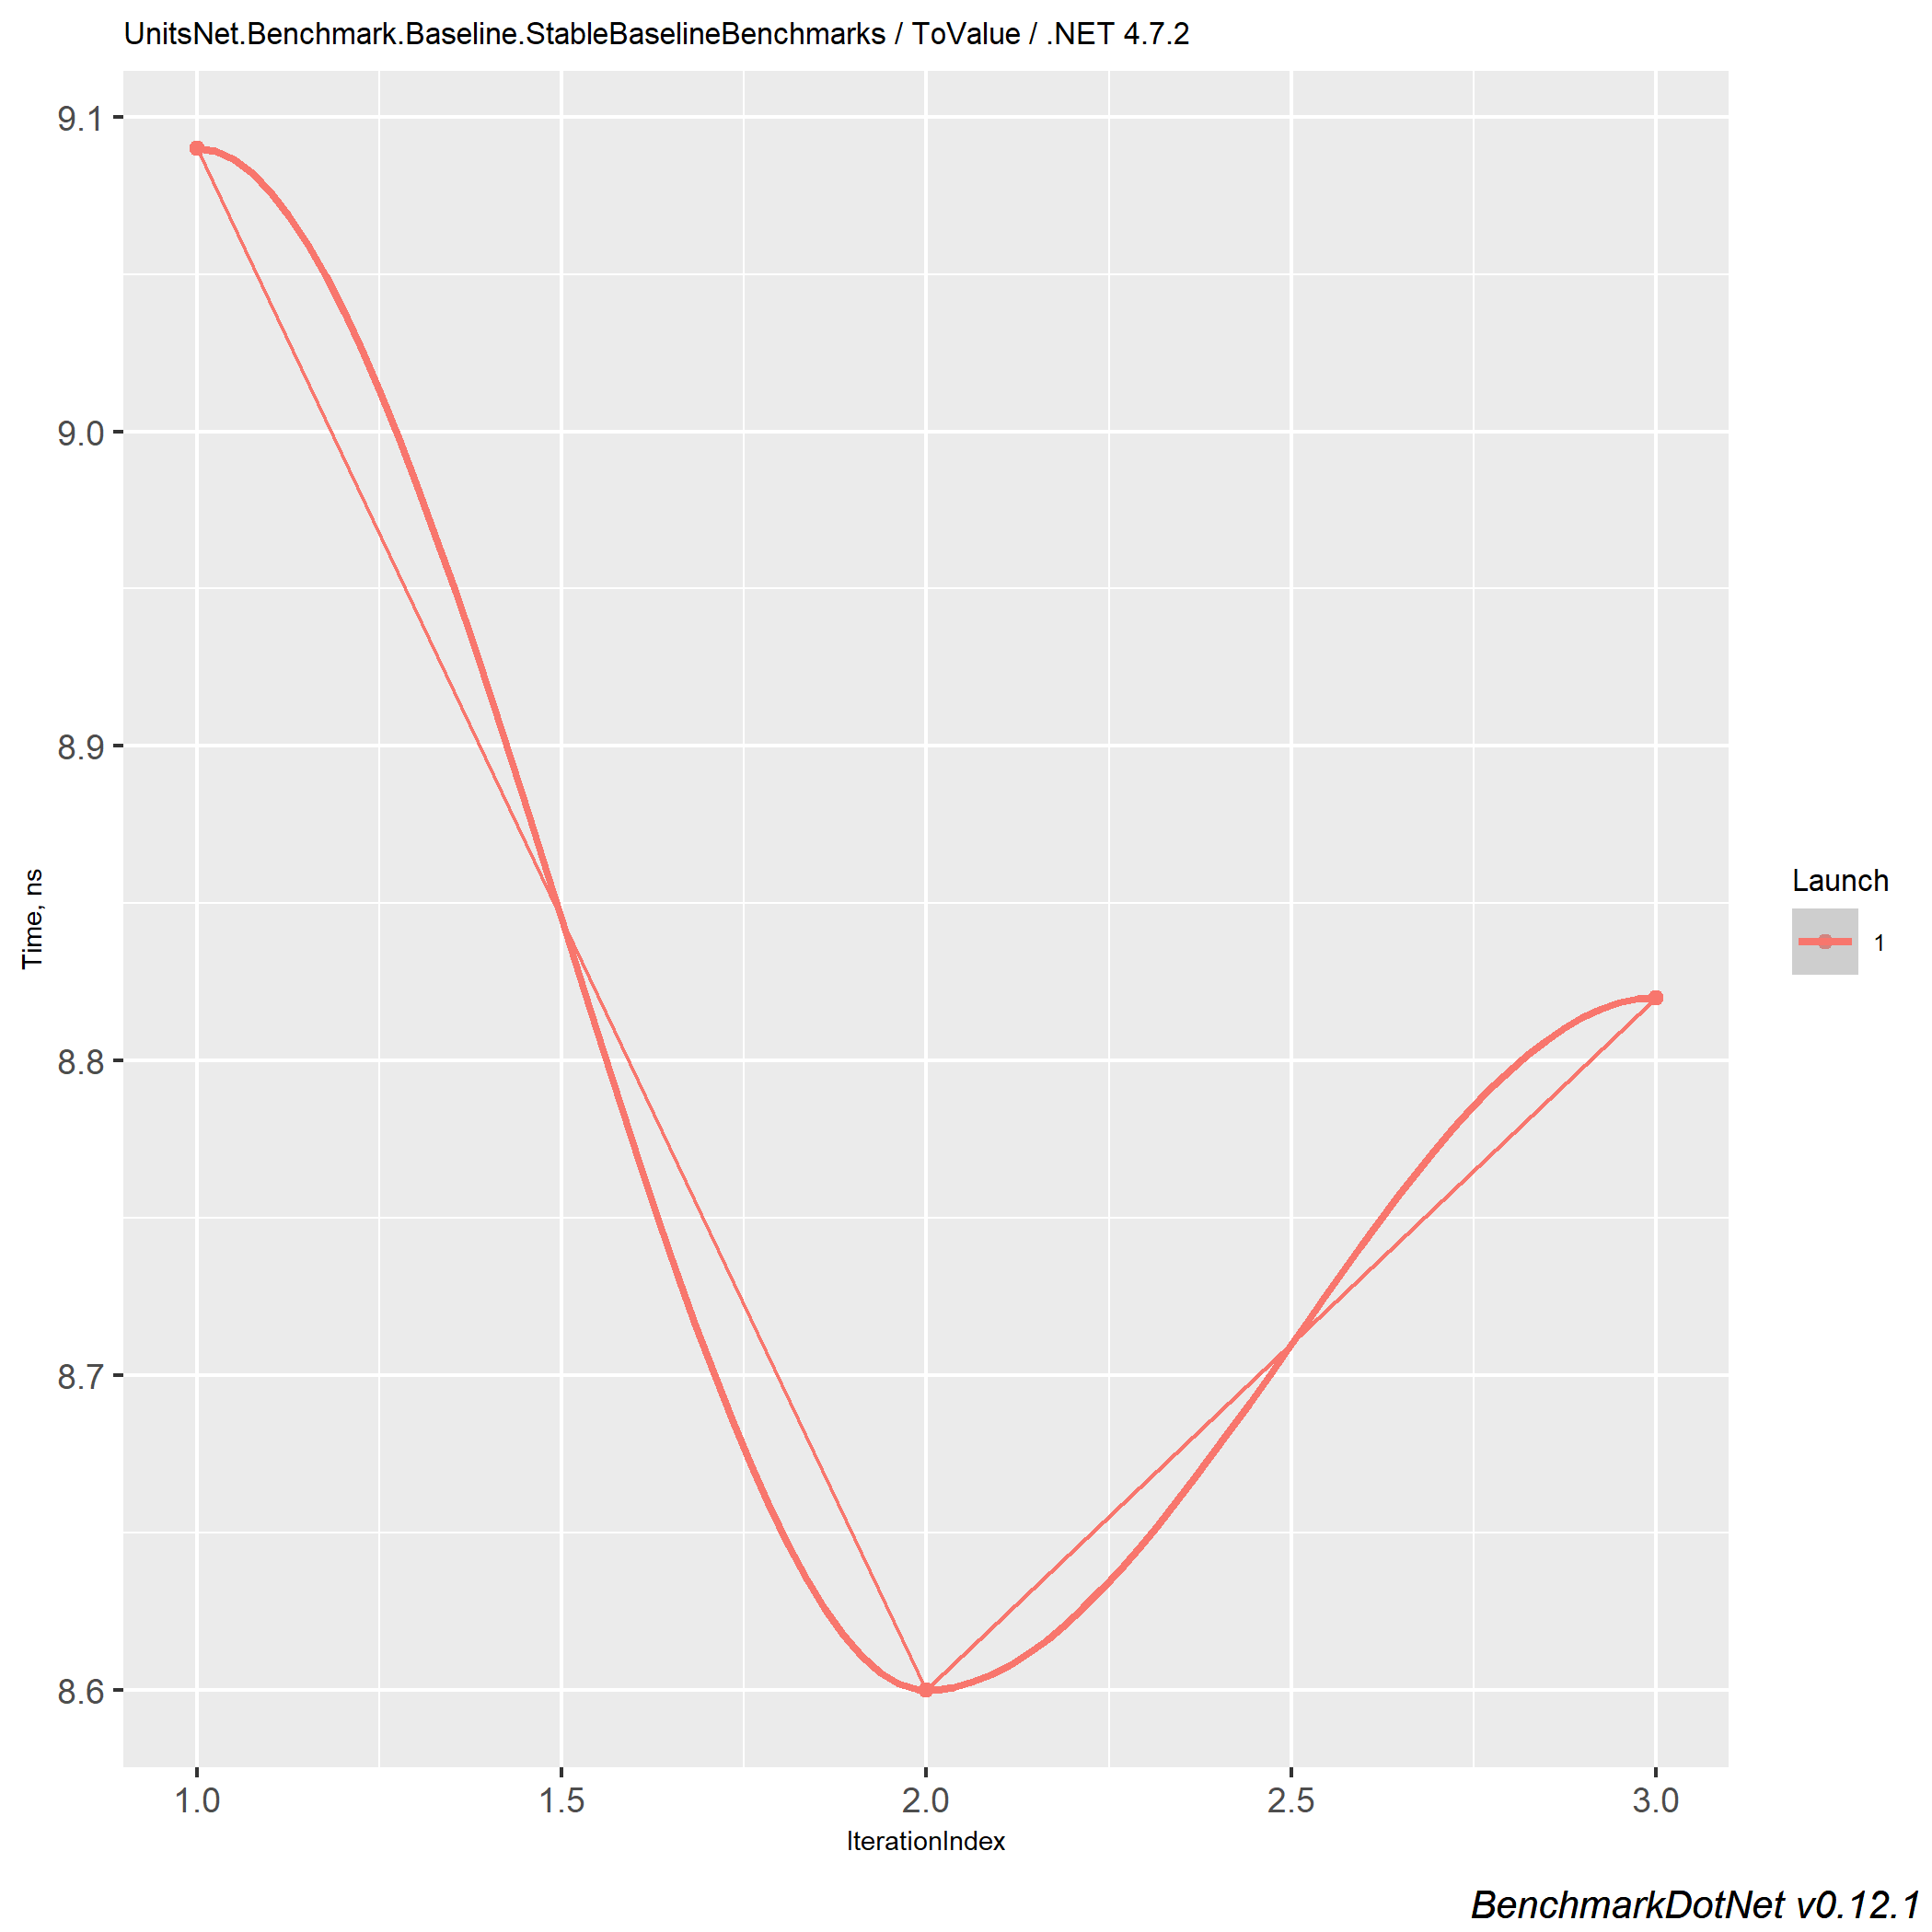 UnitsNet.Benchmark.Baseline.StableBaselineBenchmarks / ToValue / .NET 4.7.2
9.1
9.0
8.9
8.8
8.7
8.6
Time, ns
1.0 1.5 2.0 2.5 3.0
IterationIndex
Launch
1
BenchmarkDotNet v0.12.1